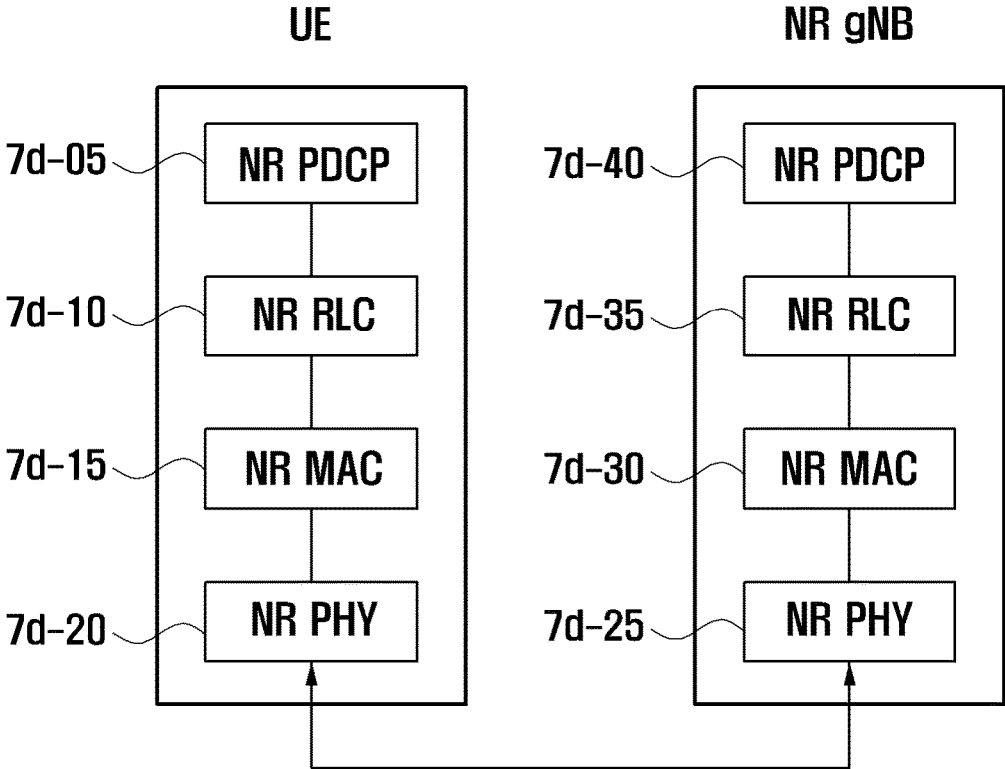 UE
NR gNB
7d-05
NR PDCP
7d-40
NR PDCP
7d-10
NR RLC
7d-35
NR RLC
7d-15
NR MAC
7d-30
NR MAC
7d-20
NR PHY
7d-25
NR PHY